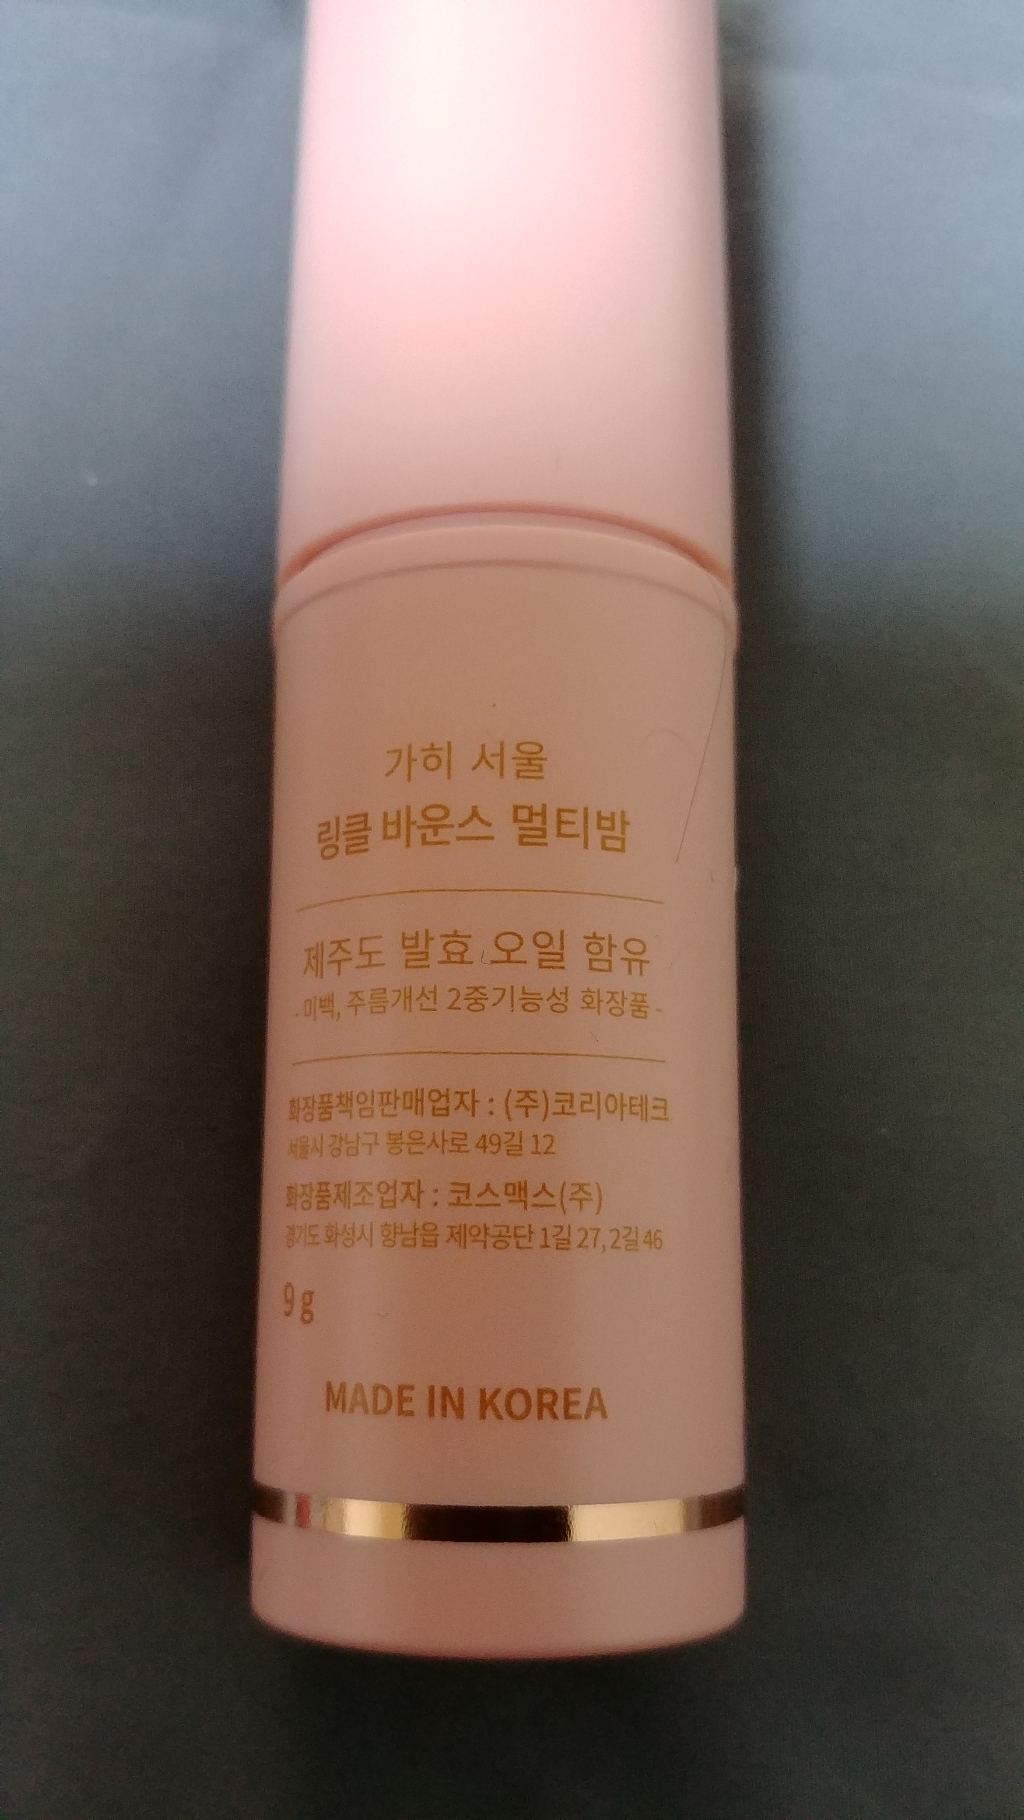 가히 서울
링클 바운스 멀티밤
제주도 발효 오일 함유
- 미백, 주름개선 2중기능성 화장품 -
화장품책임판매업자 : (주)코리아테크
서울시 강남구 봉은사로 49길 12
화장품제조업자 : 코스맥스(주)
경기도 화성시 향남읍 제약공단 1길 27, 2길 46
9 g
MADE IN KOREA